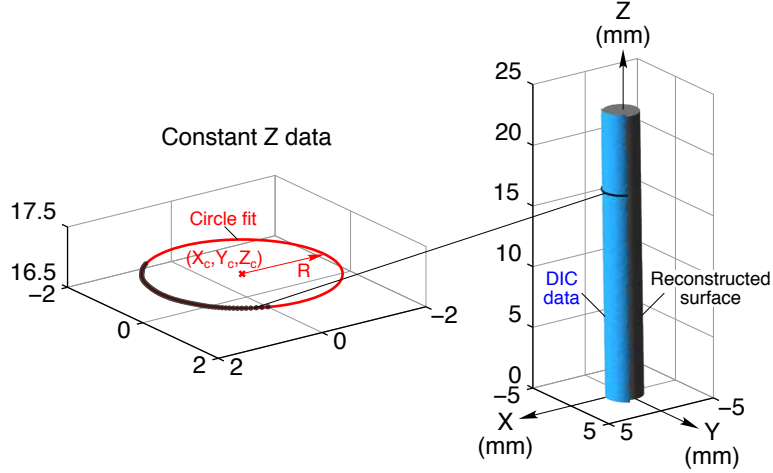 Constant Z data
17.5
16.5
-2
0
2
2
0
-2
Circle fit
(Xc,Yc,Zc)
R
Z
(mm)
25
20
15
10
5
0
-5
5
5
-5
DIC
data
Reconstructed
surface
X
(mm)
Y
(mm)